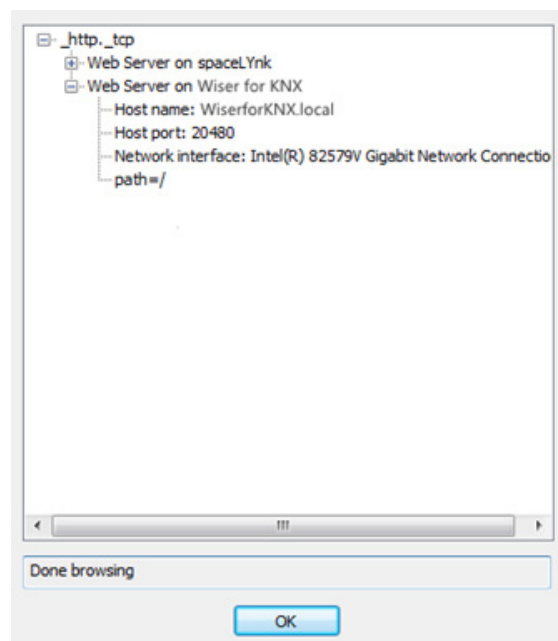 _http._tcp
Web Server on spaceLYnk
Web Server on Wiser for KNX
Host name: WiserforKNX.local
Host port: 20480
Network interface: Intel(R) 82579V Gigabit Network Connectio
path=/
Done browsing
OK